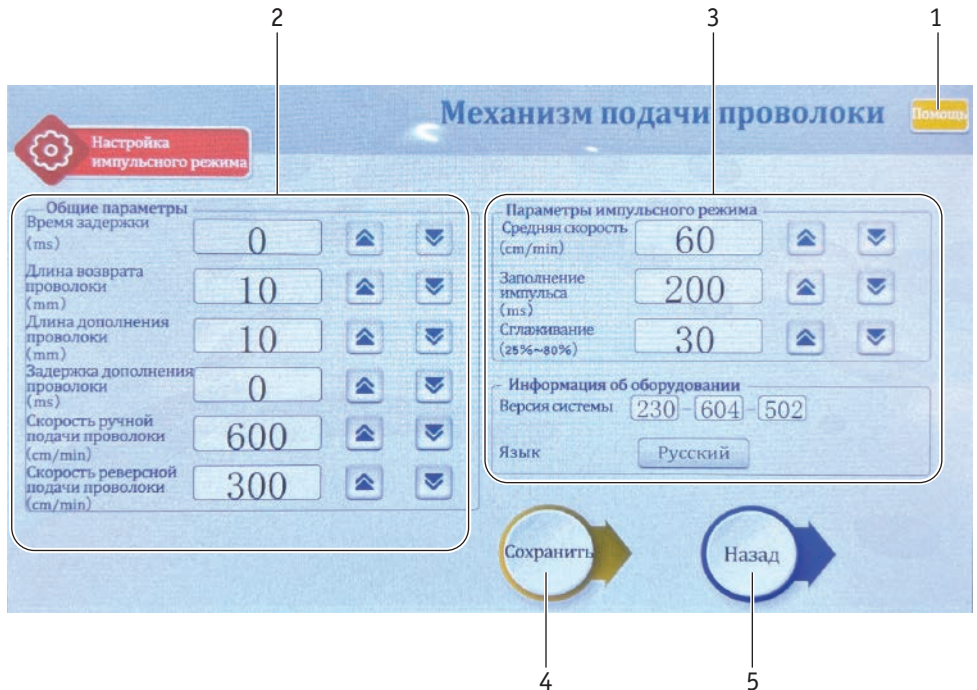 2
3
1
Механизм подачи проволоки
Помощь
Настройка
импульсного режима
Общие параметры
Время задержки
(ms)
0
Длина возврата
проволоки
(mm)
10
Длина дополнения
проволоки
(mm)
10
Задержка дополнения
проволоки
(ms)
0
Скорость ручной
подачи проволоки
(cm/min)
600
Скорость реверсной
подачи проволоки
(cm/min)
300
Параметры импульсного режима
Средняя скорость
(cm/min)
60
Заполнение
импульса
(ms)
200
Сглаживание
(25%~80%)
30
Информация об оборудовании
Версия системы 230-604-502
Язык Русский
Сохранить
Назад
4
5